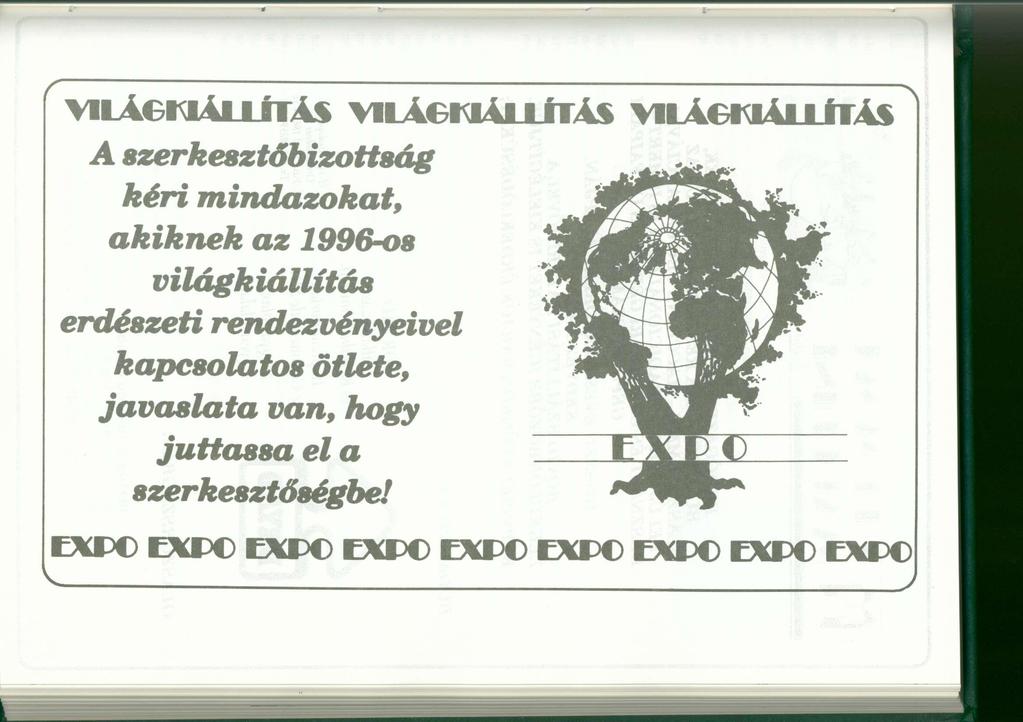 VILÁGKIÁLLÍTÁS VILÁGKIÁLLÍTÁS VILÁGKIÁLLÍTÁS
A szerkesztőbizottság
kéri mindazokat,
akiknek az 1996-os
világkiállítás
erdészeti rendezvényeivel
kapcsolatos ötlete,
javaslata van, hogy
juttassa el a
szerkesztőségbe!
EXPO
EXPO EXPO EXPO EXPO EXPO EXPO EXPO EXPO EXPO